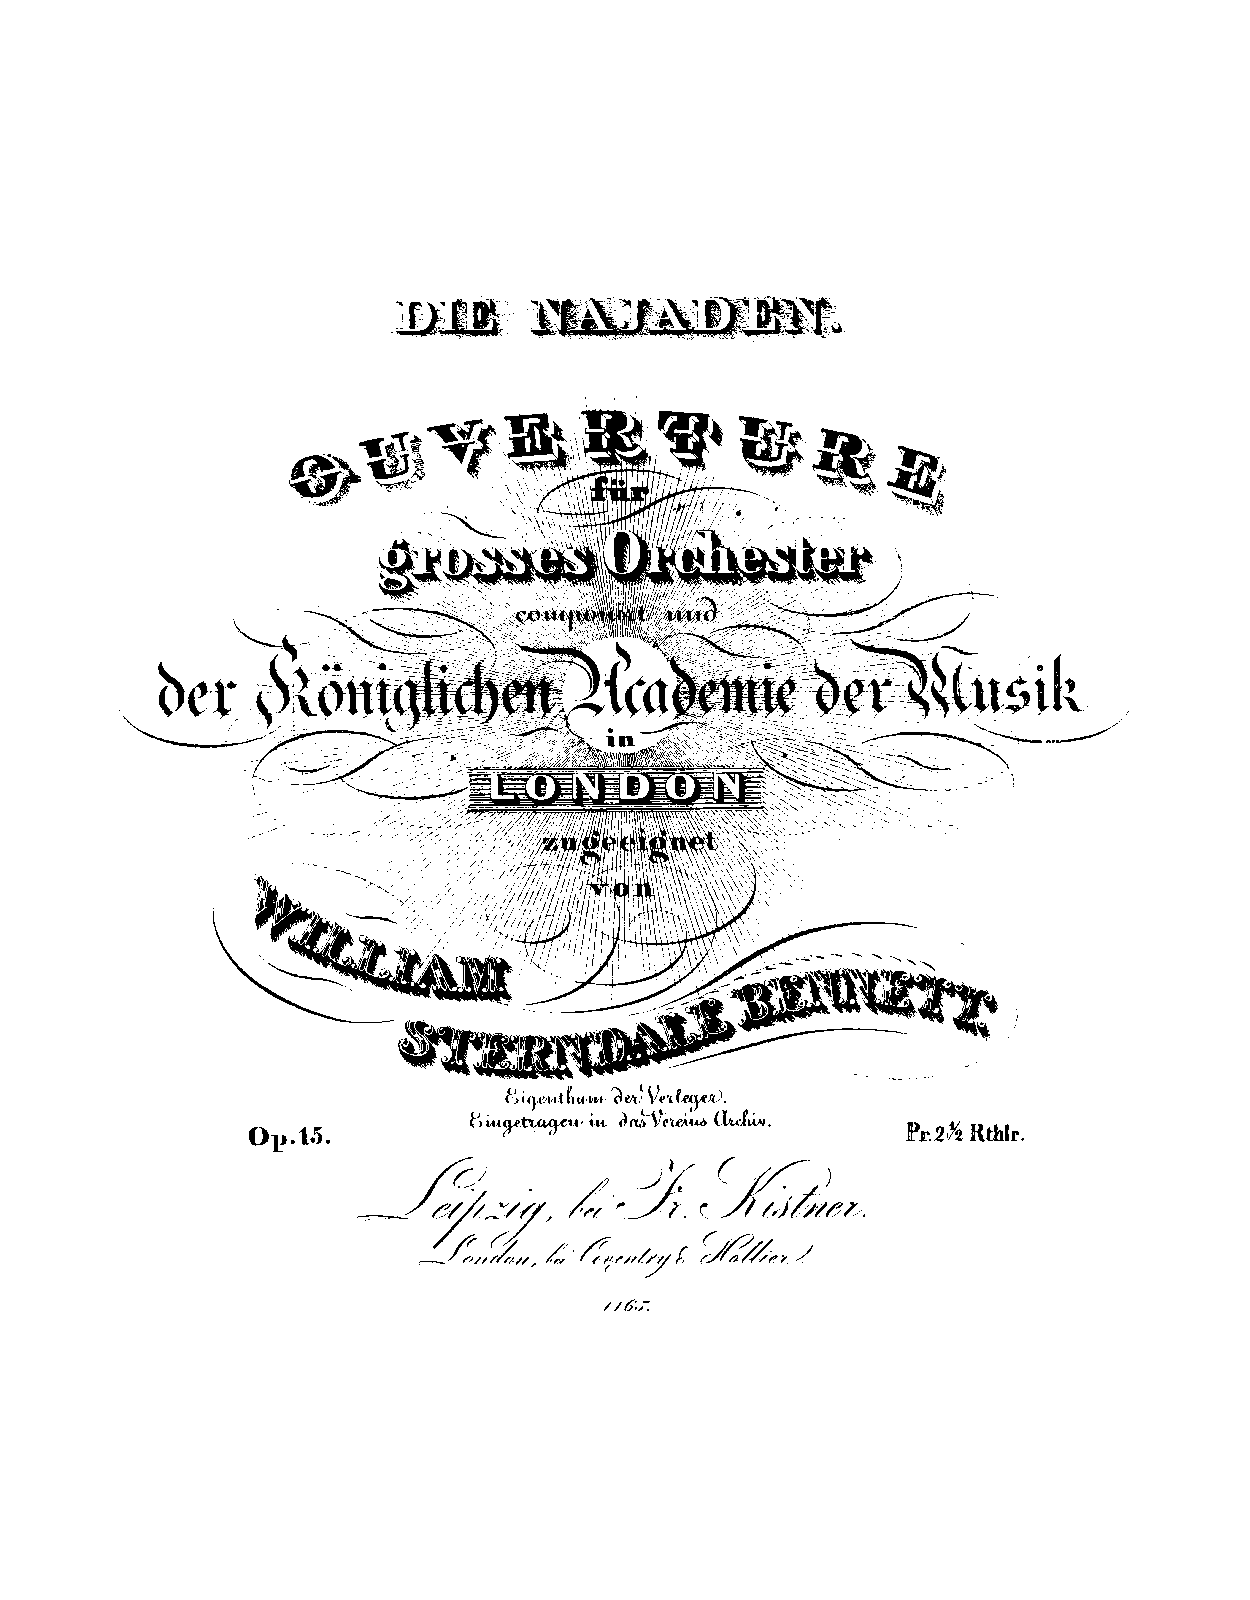 DIE NAJADEN.
OUVERTURE
für
grosses Orchester
componirt und
der Königlichen Academie der Musik
in
LONDON
zugeeignet
von
WILLIAM
STERNDALE BENNETT.
Eigenthum der Verleger.
Eingetragen in das Vereins Archiv.
Op. 15.
Pr. 2½ Rthlr.
Leipzig, bei Fr. Kistner.
London, bei Coventry & Hollier.
1165.